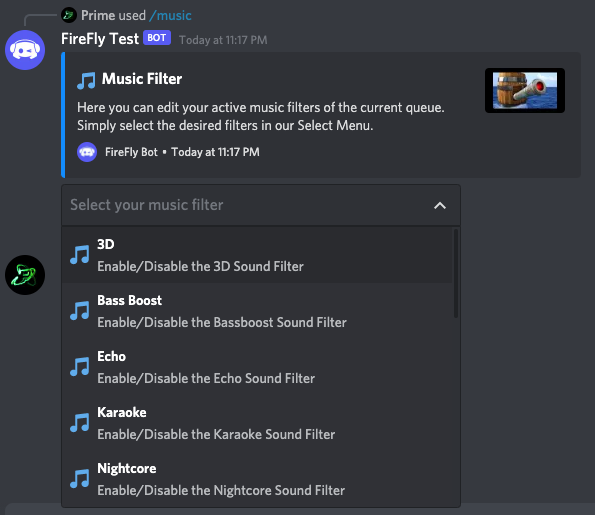 Prime used /music
FireFly Test BOT Today at 11:17 PM
Music Filter
Here you can edit your active music filters of the current queue.
Simply select the desired filters in our Select Menu.
FireFly Bot • Today at 11:17 PM
Select your music filter
3D
Enable/Disable the 3D Sound Filter
Bass Boost
Enable/Disable the Bassboost Sound Filter
Echo
Enable/Disable the Echo Sound Filter
Karaoke
Enable/Disable the Karaoke Sound Filter
Nightcore
Enable/Disable the Nightcore Sound Filter